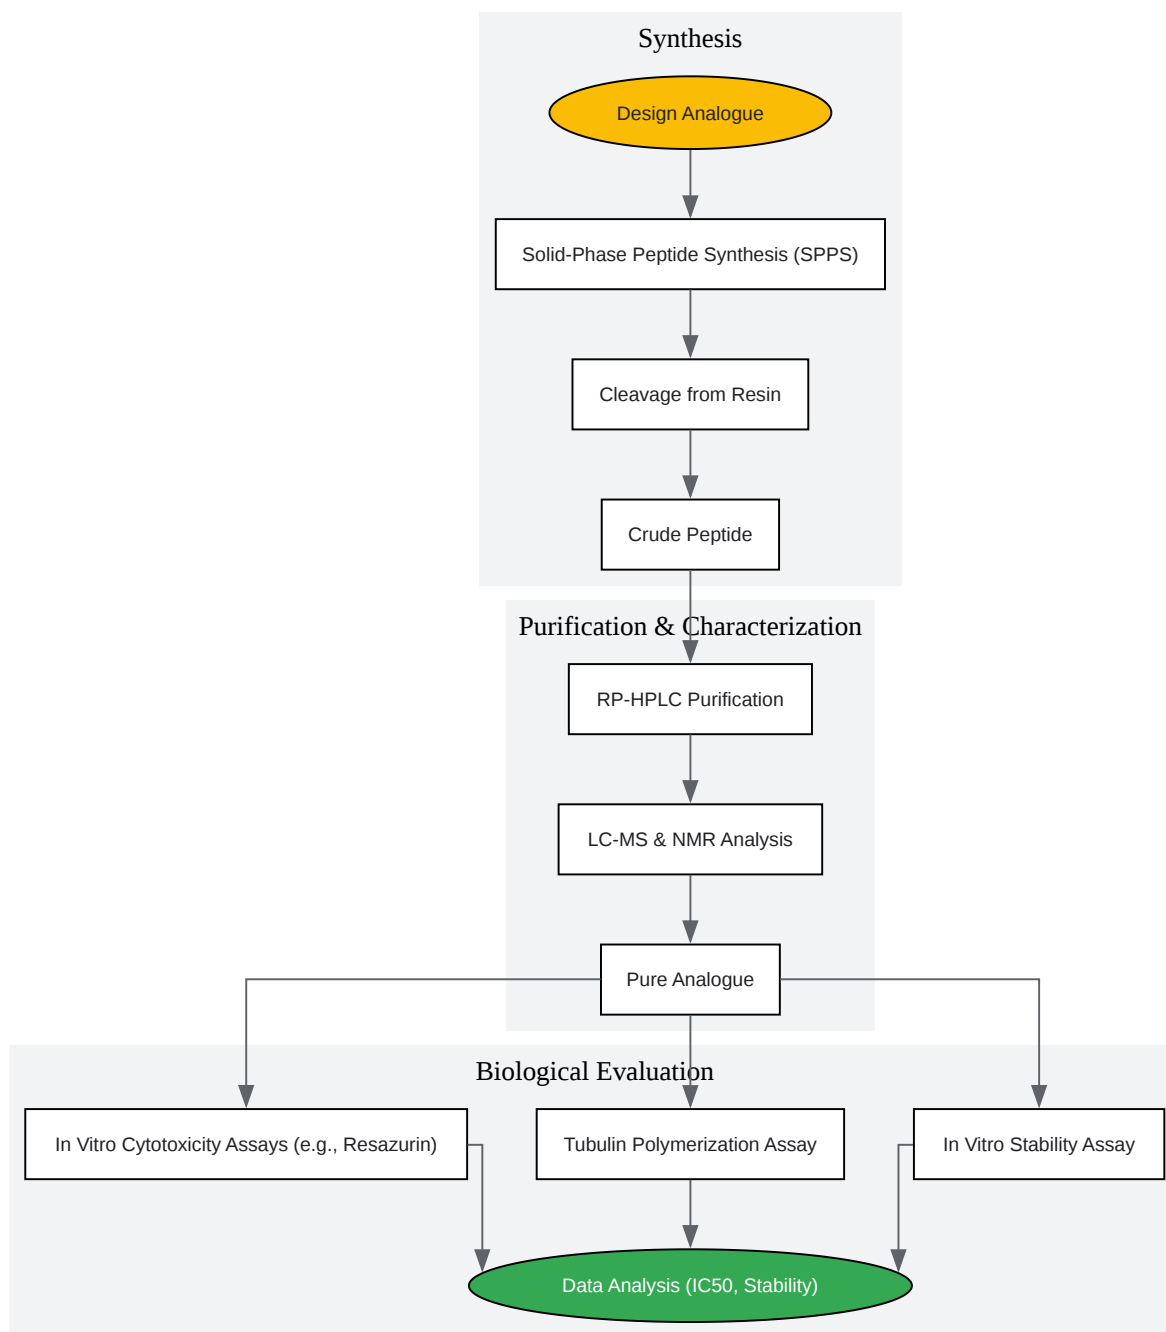 Synthesis
Design Analogue
Solid-Phase Peptide Synthesis (SPPS)
Cleavage from Resin
Crude Peptide
Purification & Characterization
RP-HPLC Purification
LC-MS & NMR Analysis
Pure Analogue
Biological Evaluation
In Vitro Cytotoxicity Assays (e.g., Resazurin)
Tubulin Polymerization Assay
In Vitro Stability Assay
Data Analysis (IC50, Stability)